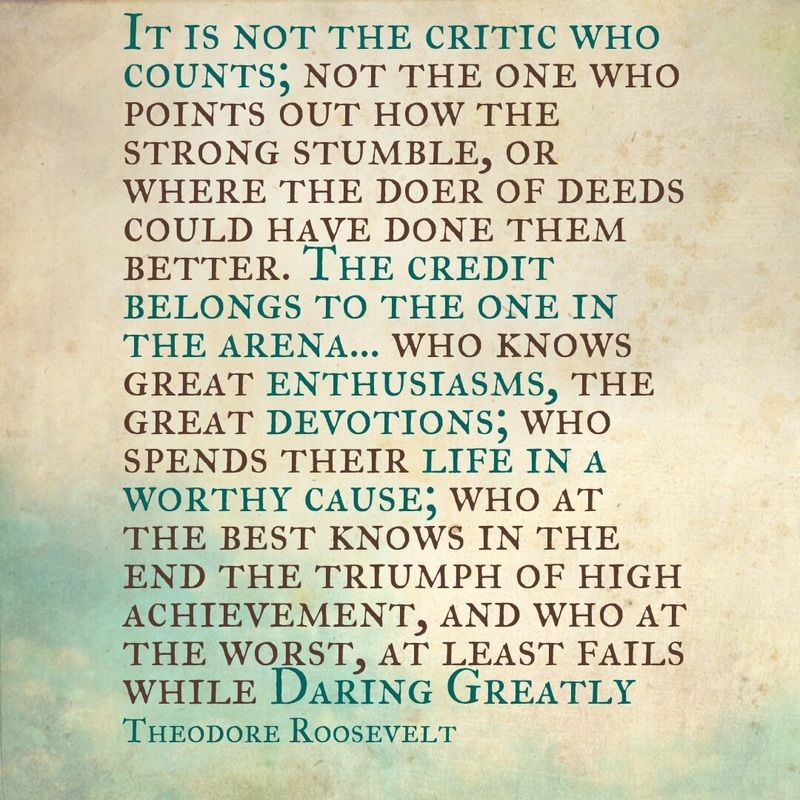 It is not the critic who
counts; not the one who
points out how the
strong stumble, or
where the doer of deeds
could have done them
better. The credit
belongs to the one in
the arena... who knows
great enthusiasms, the
great devotions; who
spends their life in a
worthy cause; who at
the best knows in the
end the triumph of high
achievement, and who at
the worst, at least fails
while Daring Greatly
Theodore Roosevelt